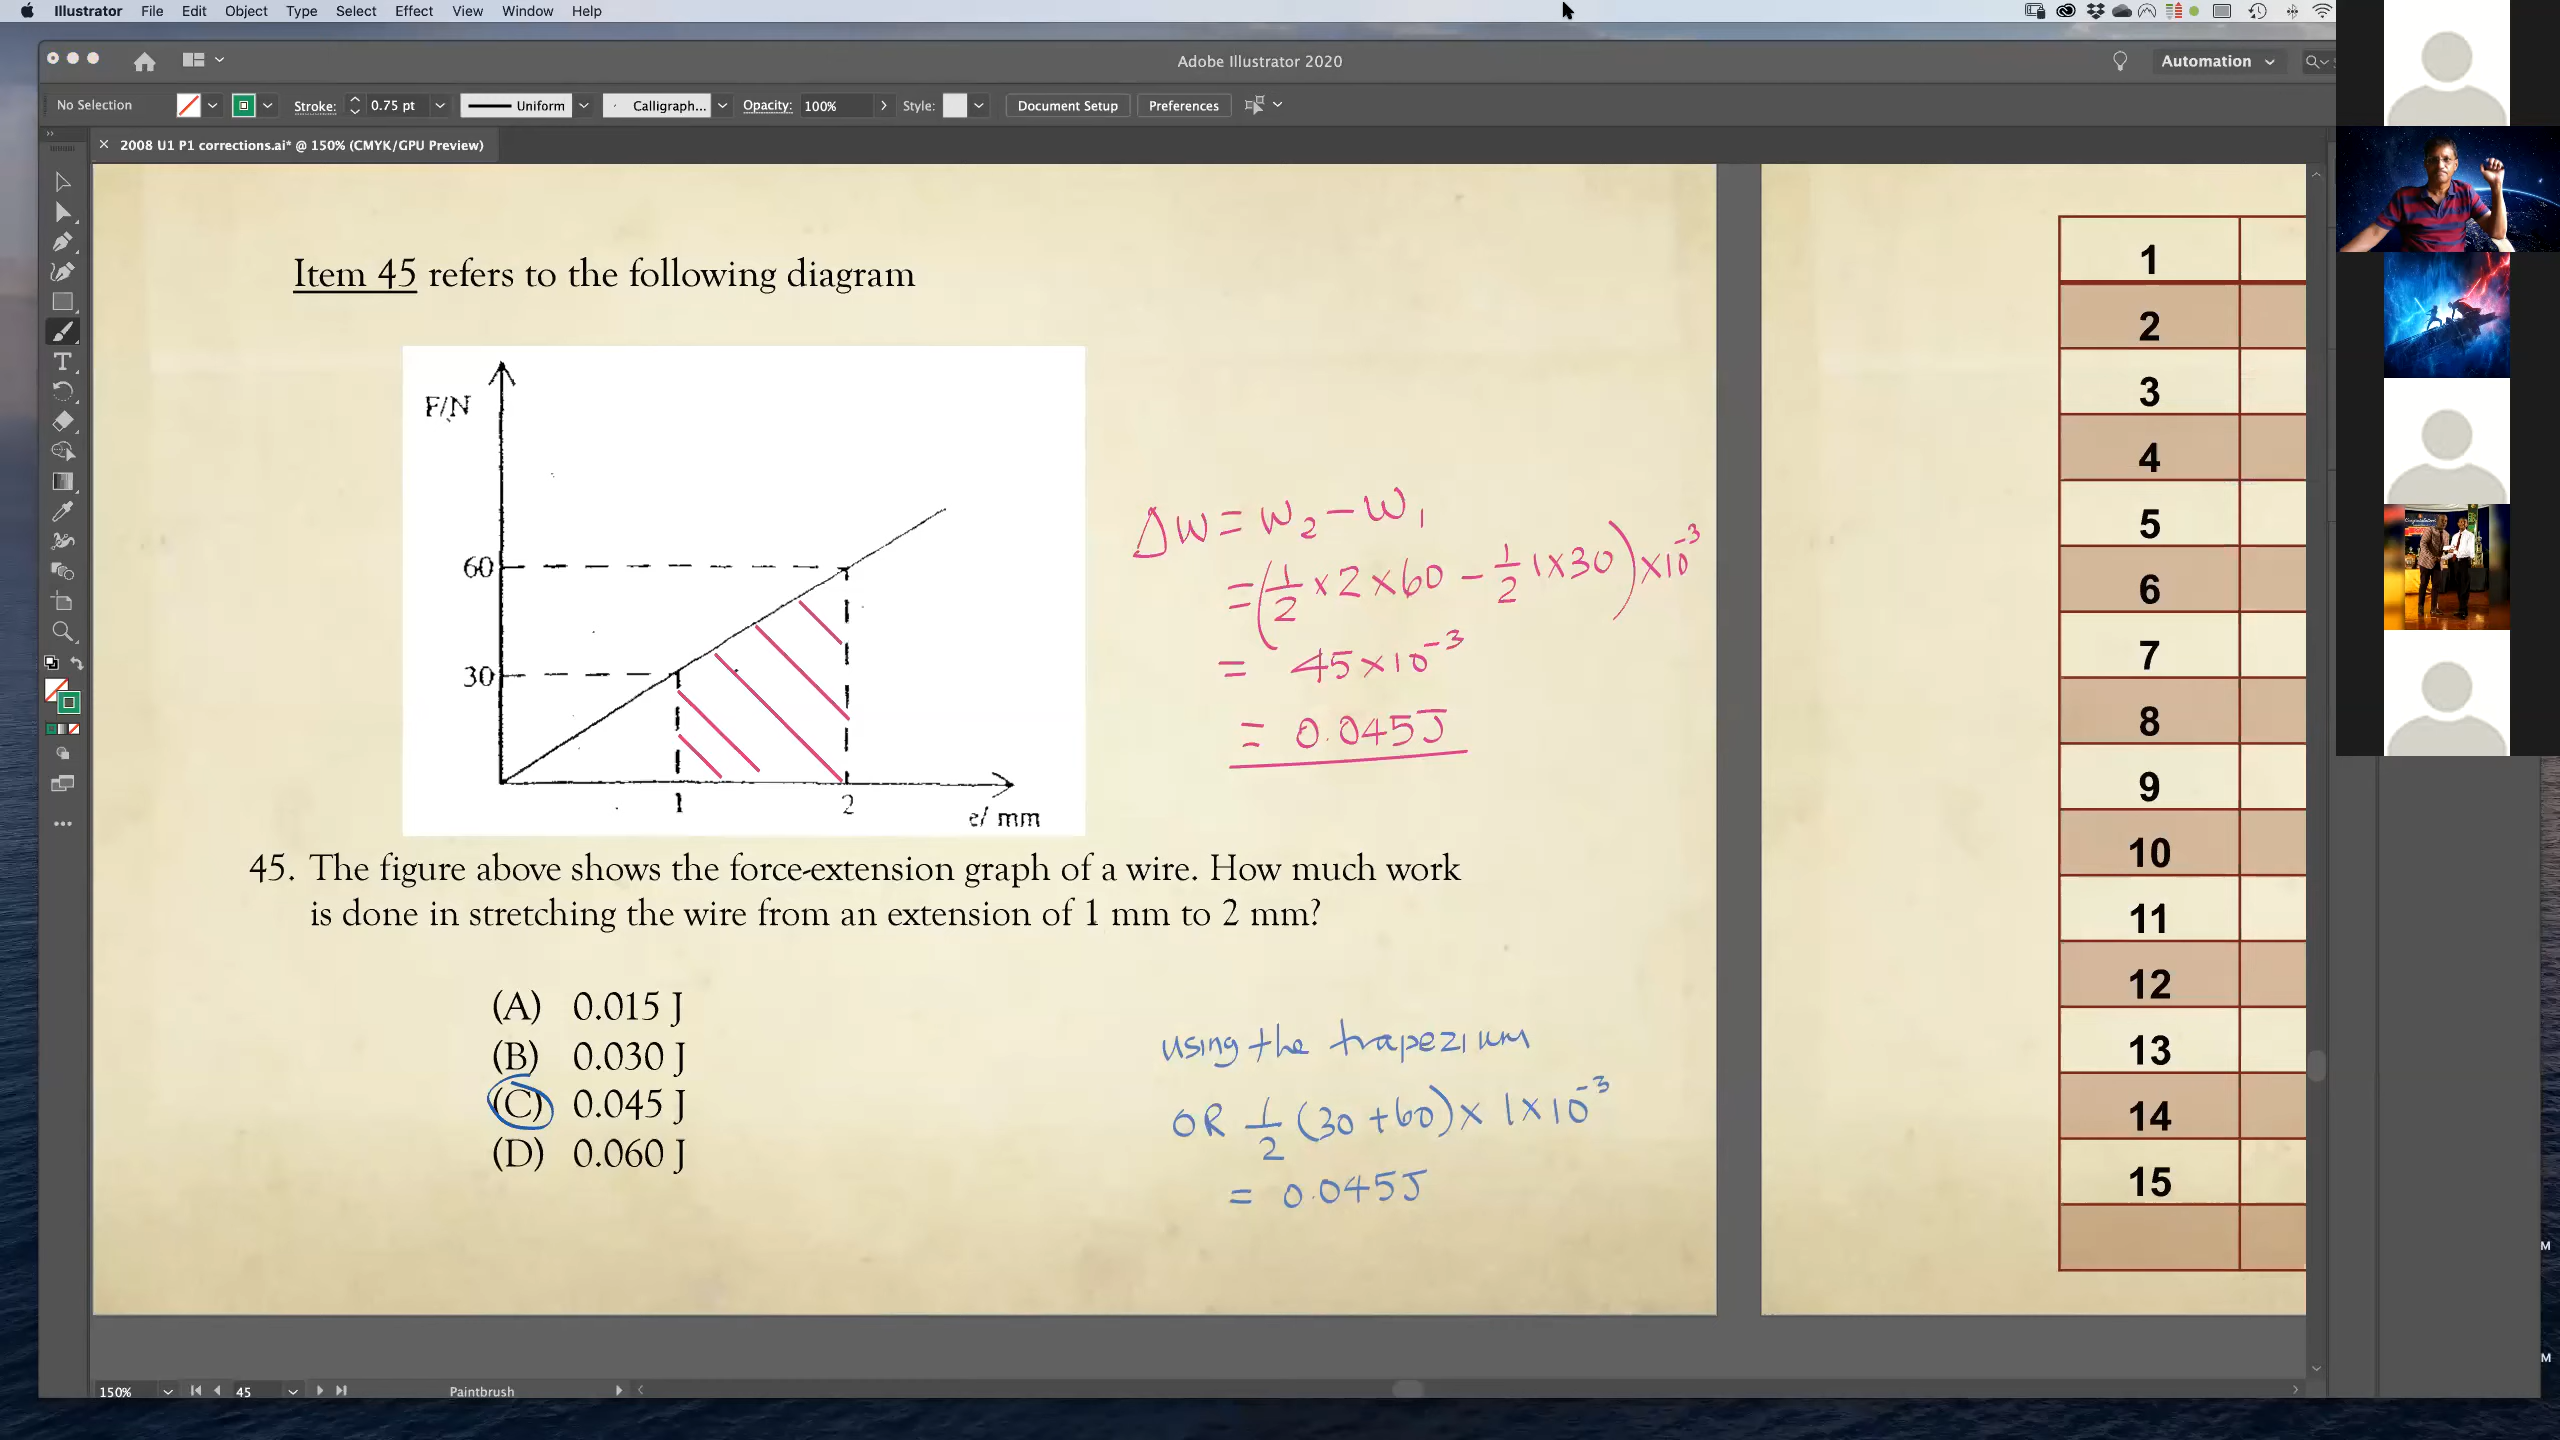 Illustrator File Edit Object Type Select Effect View Window Help
Adobe Illustrator 2020
Automation
No Selection Stroke: 0.75 pt Uniform Calligraph... Opacity: 100% Style: Document Setup Preferences
2008 U1 P1 corrections.ai* @ 150% (CMYK/GPU Preview)
Item 45 refers to the following diagram
F/N
60
30
1 2
e/ mm
ΔW = W₂ − W₁
= (1/2 × 2 × 60 − 1/2 1 × 30) × 10⁻³
= 45 × 10⁻³
= 0.045J
45. The figure above shows the force-extension graph of a wire. How much work
is done in stretching the wire from an extension of 1 mm to 2 mm?
(A) 0.015 J
(B) 0.030 J
(C) 0.045 J
(D) 0.060 J
using the trapezium
OR 1/2 (30 + 60) × 1 × 10⁻³
= 0.045J
1
2
3
4
5
6
7
8
9
10
11
12
13
14
15
M
M
150% 45 Paintbrush